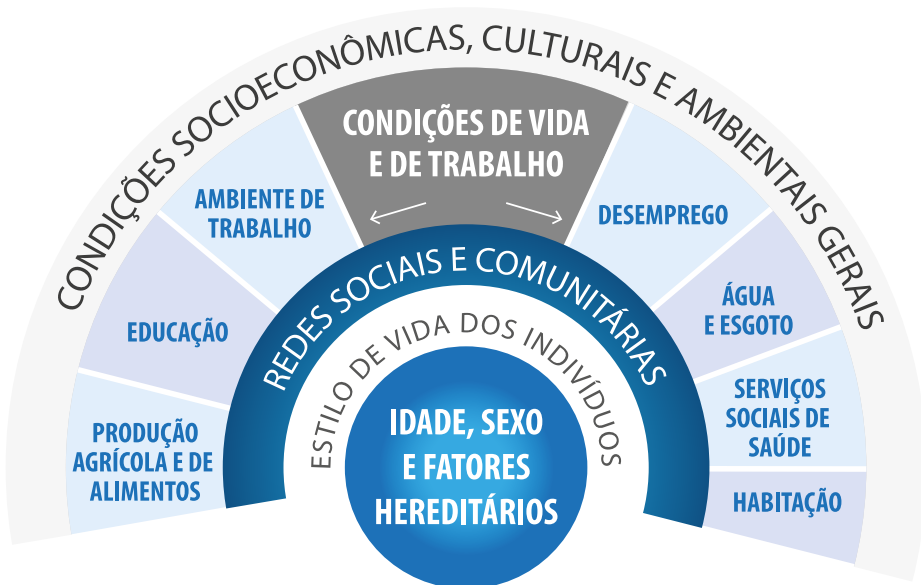 CONDIÇÕES SOCIOECONÔMICAS, CULTURAIS E AMBIENTAIS GERAIS
CONDIÇÕES DE VIDA
E DE TRABALHO
AMBIENTE DE
TRABALHO
DESEMPREGO
EDUCAÇÃO
ÁGUA
E ESGOTO
PRODUÇÃO
AGRÍCOLA E DE
ALIMENTOS
SERVIÇOS
SOCIAIS DE
SAÚDE
HABITAÇÃO
REDES SOCIAIS E COMUNITÁRIAS
ESTILO DE VIDA DOS INDIVÍDUOS
IDADE, SEXO
E FATORES
HEREDITÁRIOS